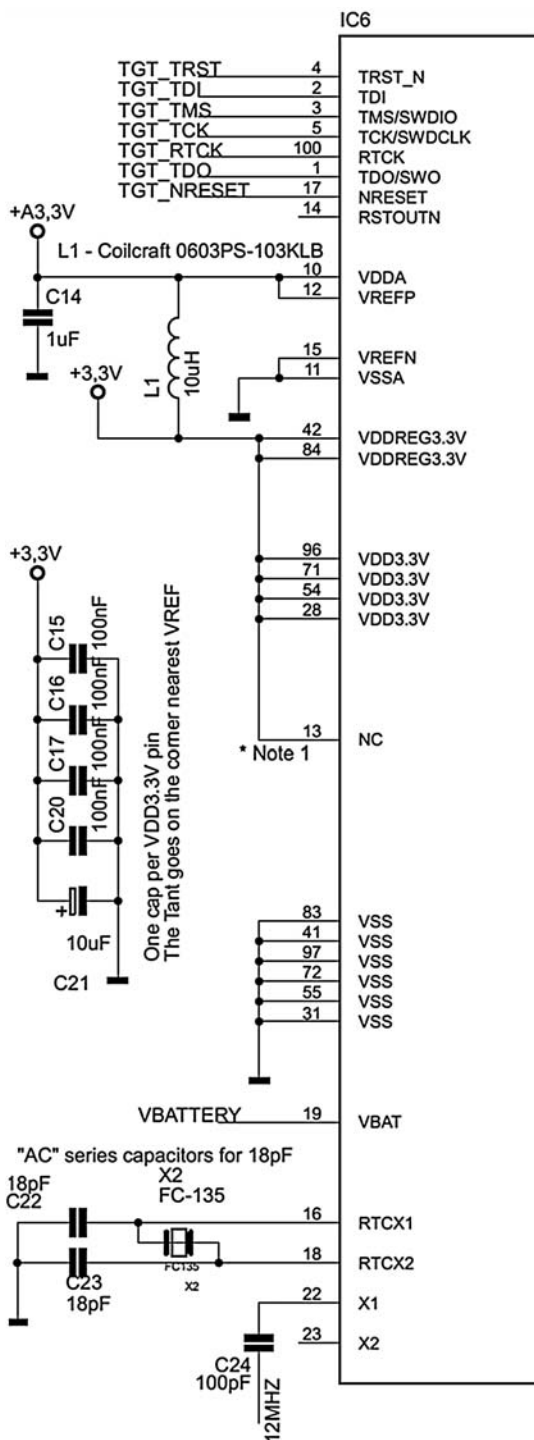 IC6
TGT_TRST 4 TRST_N
TGT_TDI 2 TDI
TGT_TMS 3 TMS/SWDIO
TGT_TCK 5 TCK/SWDCLK
TGT_RTCK 100 RTCK
TGT_TDO 1 TDO/SWO
TGT_NRESET 17 NRESET
14 RSTOUTN
+A3,3V
L1 - Coilcraft 0603PS-103KLB
10 VDDA
12 VREFP
C14
1uF
L1
10uH
15 VREFN
11 VSSA
+3,3V
42 VDDREG3.3V
84 VDDREG3.3V
96 VDD3.3V
71 VDD3.3V
54 VDD3.3V
28 VDD3.3V
+3,3V
C15
100nF
C16
100nF
C17
100nF
C20
100nF
+
10uF
C21
One cap per VDD3.3V pin
The Tant goes on the corner nearest VREF
13 NC
* Note 1
83 VSS
41 VSS
97 VSS
72 VSS
55 VSS
31 VSS
VBATTERY 19 VBAT
"AC" series capacitors for 18pF
X2
FC-135
18pF
C22
16 RTCX1
18 RTCX2
FC135
X2
C23
18pF
22 X1
23 X2
C24
100pF
12MHZ